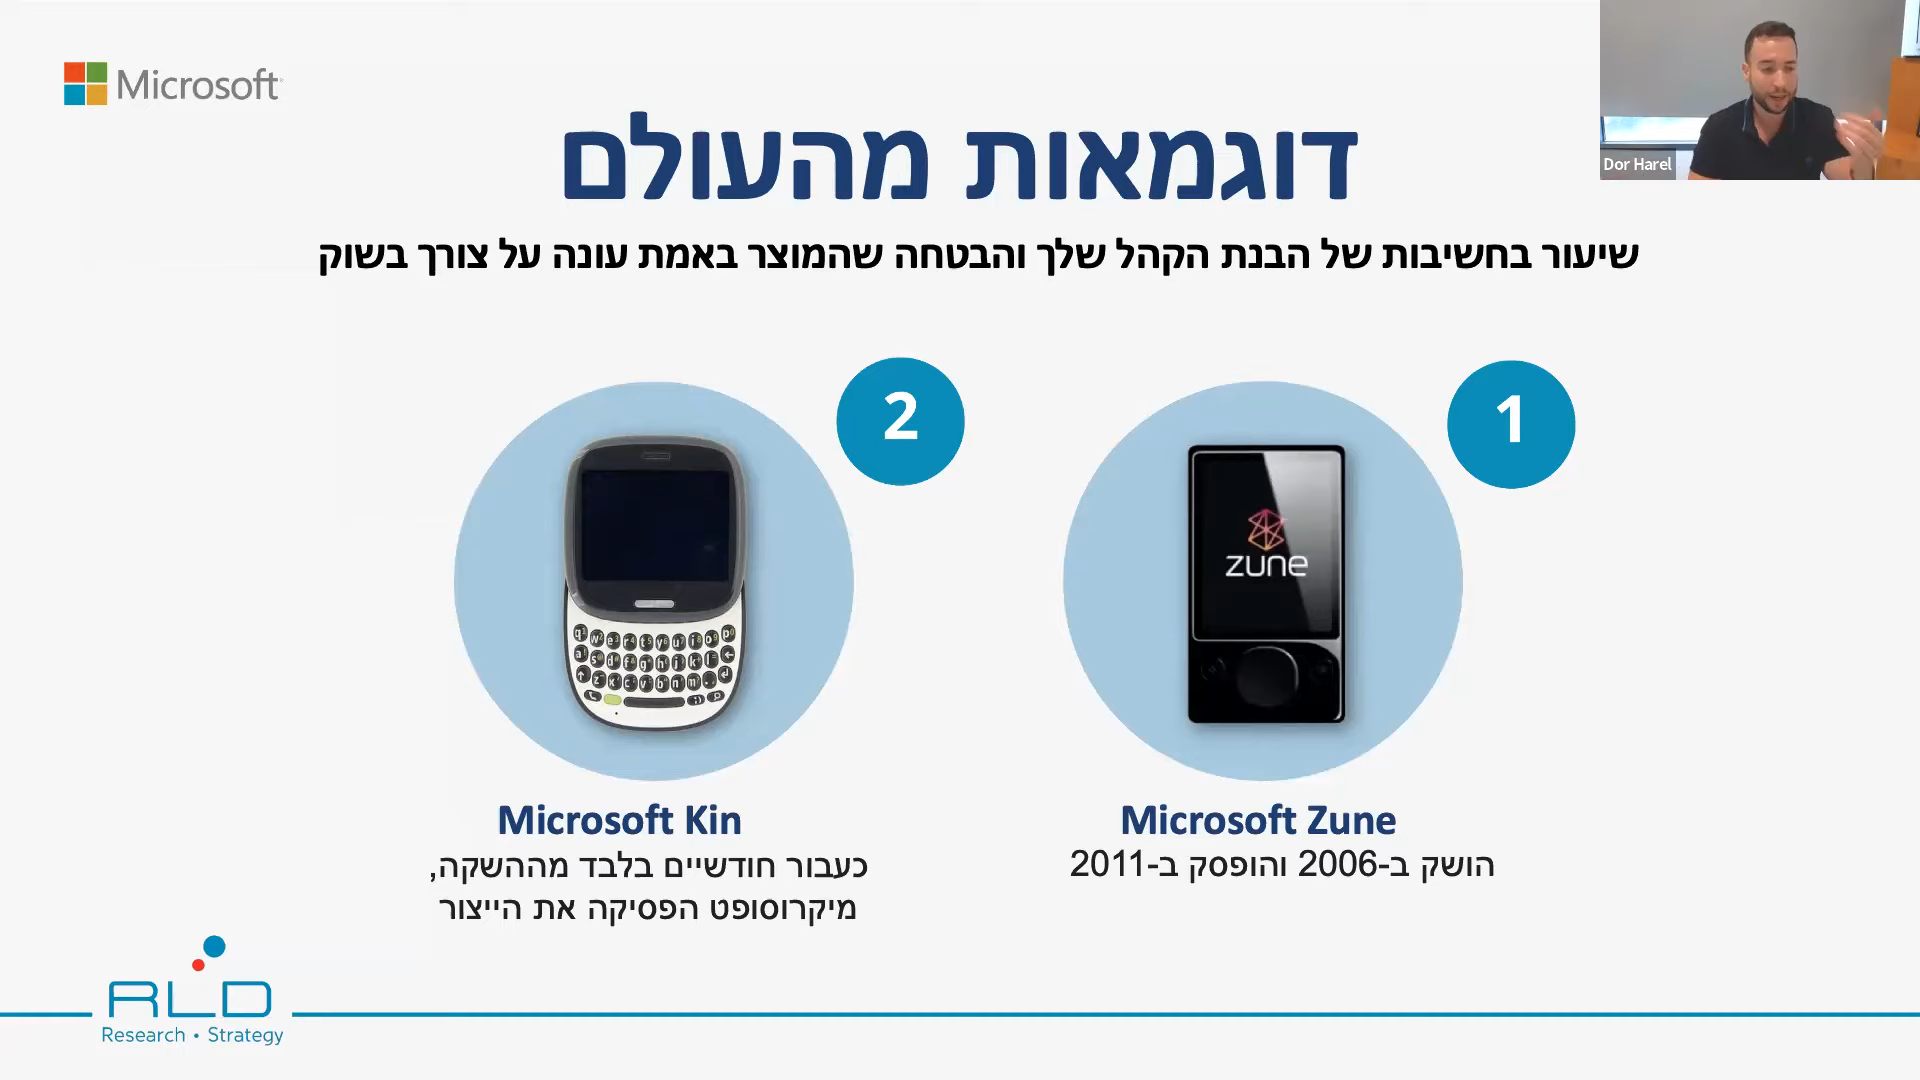 Microsoft
דוגמאות מהעולם
שיעור בחשיבות של הבנת הקהל שלך והבטחה שהמוצר באמת עונה על צורך בשוק
Dor Harel
1
zune
Microsoft Zune
הושק ב-2006 והופסק ב-2011
2
Microsoft Kin
כעבור חודשיים בלבד מההשקה,
מיקרוסופט הפסיקה את הייצור
RLD
Research • Strategy